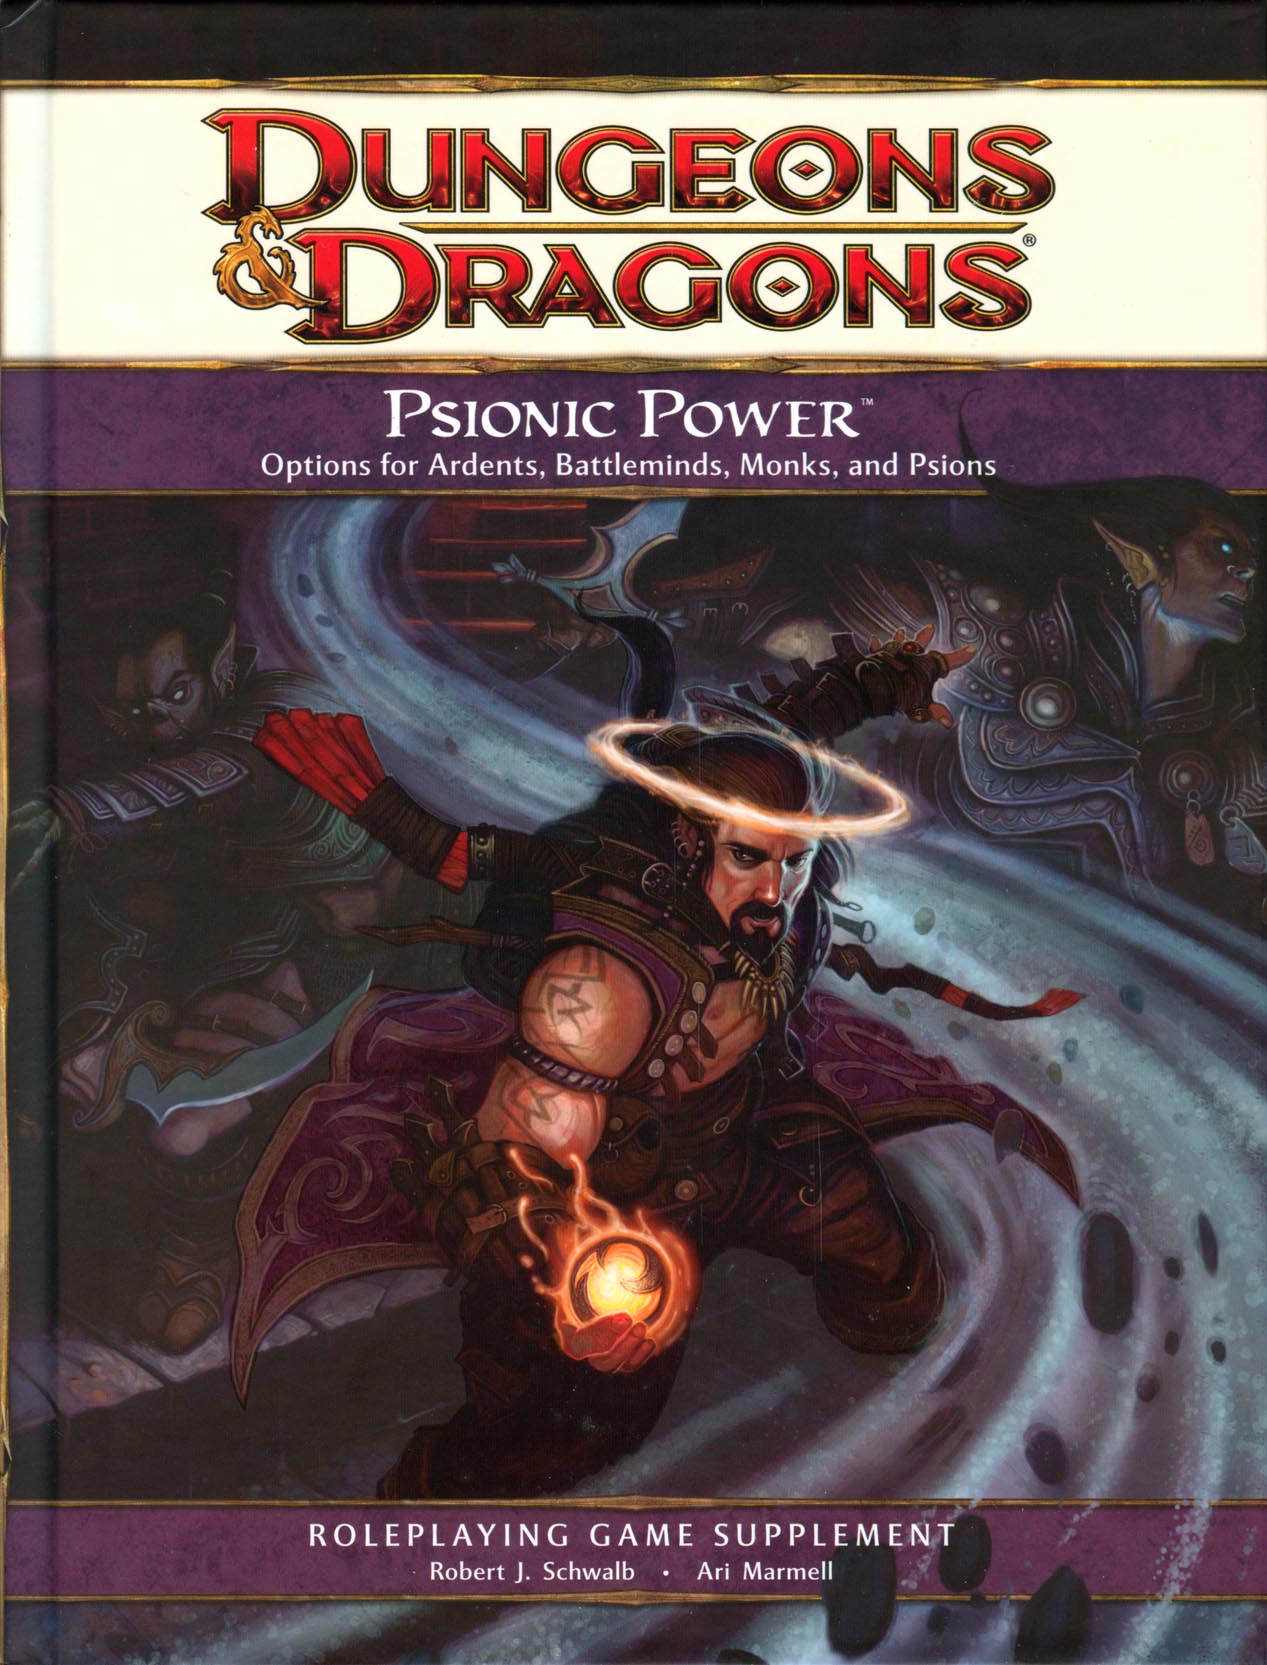 DUNGEONS
& DRAGONS®
PSIONIC POWER™
Options for Ardents, Battleminds, Monks, and Psions
ROLEPLAYING GAME SUPPLEMENT
Robert J. Schwalb • Ari Marmell